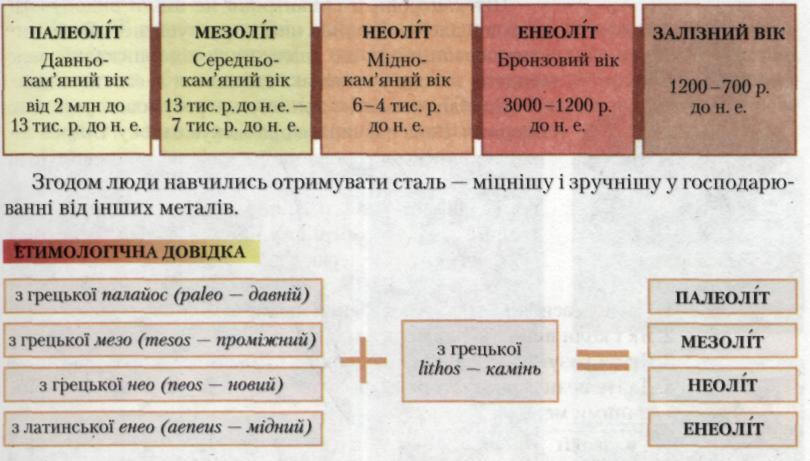 ПАЛЕОЛІ́Т
Давньо-
кам’яний вік
від 2 млн до
13 тис. р. до н. е.
МЕЗОЛІ́Т
Середньо-
кам’яний вік
13 тис. р. до н. е. —
7 тис. р. до н. е.
НЕОЛІ́Т
Мідно-
кам’яний вік
6–4 тис. р.
до н. е.
ЕНЕОЛІ́Т
Бронзовий вік
3000–1200 р.
до н. е.
ЗАЛІЗНИЙ ВІК
1200–700 р.
до н. е.
Згодом люди навчились отримувати сталь — міцнішу і зручнішу у господарю-
ванні від інших металів.
ЕТИМОЛОГІЧНА ДОВІДКА
з грецької палайос (paleo — давній)
з грецької мезо (mesos — проміжний)
з грецької нео (neos — новий)
з латинської енео (aeneus — мідний)
+
з грецької
lithos — камінь
=
ПАЛЕОЛІ́Т
МЕЗОЛІ́Т
НЕОЛІ́Т
ЕНЕОЛІ́Т